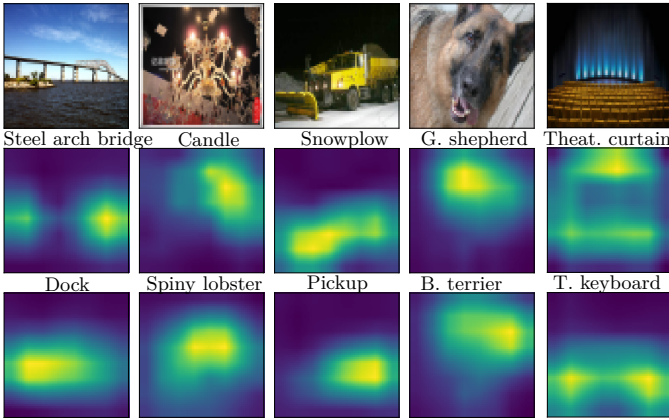 Steel arch bridge Candle Snowplow G. shepherd Theat. curtain
Dock Spiny lobster Pickup B. terrier T. keyboard